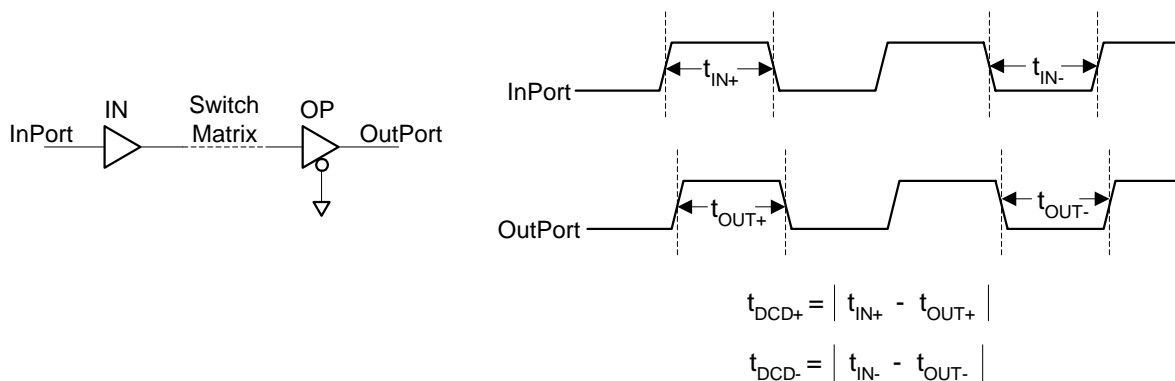 InPort
IN
Switch
Matrix
OP
OutPort
InPort
tIN+
tIN-
OutPort
tOUT+
tOUT-
tDCD+ = | tIN+ - tOUT+ |
tDCD- = | tIN- - tOUT- |